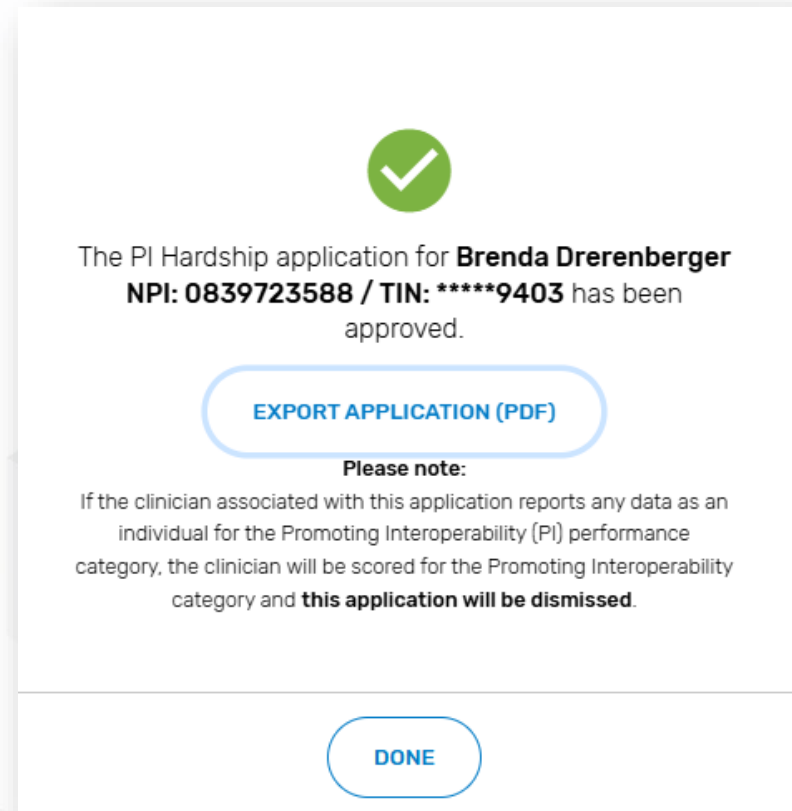 The PI Hardship application for Brenda Drerenberger
NPI: 0839723588 / TIN: *****9403 has been
approved.
EXPORT APPLICATION (PDF)
Please note:
If the clinician associated with this application reports any data as an
individual for the Promoting Interoperability (PI) performance
category, the clinician will be scored for the Promoting Interoperability
category and this application will be dismissed.
DONE